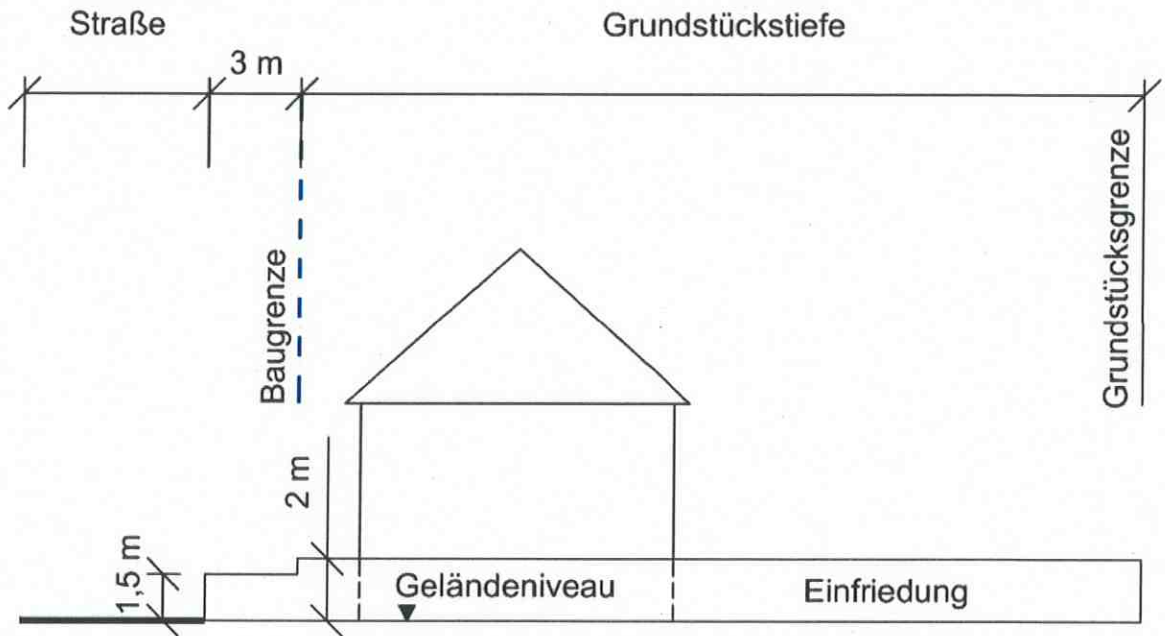 Straße
Grundstückstiefe
3 m
Baugrenze
Grundstücksgrenze
2 m
1,5 m
Geländeniveau
Einfriedung